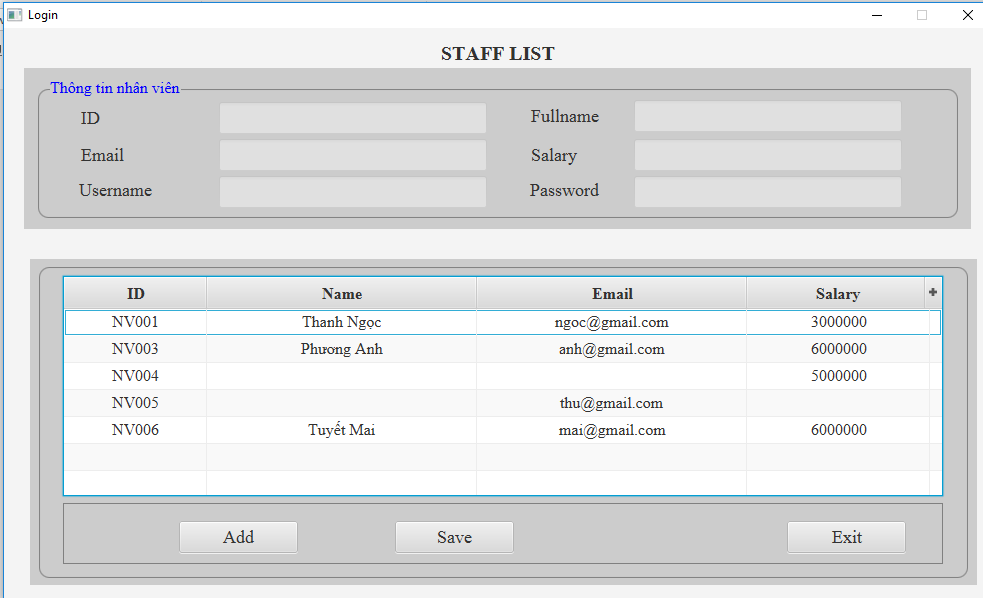 Login
STAFF LIST
Thông tin nhân viên
ID Fullname
Email Salary
Username Password
ID Name Email Salary +
NV001 Thanh Ngọc ngoc@gmail.com 3000000
NV003 Phương Anh anh@gmail.com 6000000
NV004 5000000
NV005 thu@gmail.com
NV006 Tuyết Mai mai@gmail.com 6000000
Add Save Exit